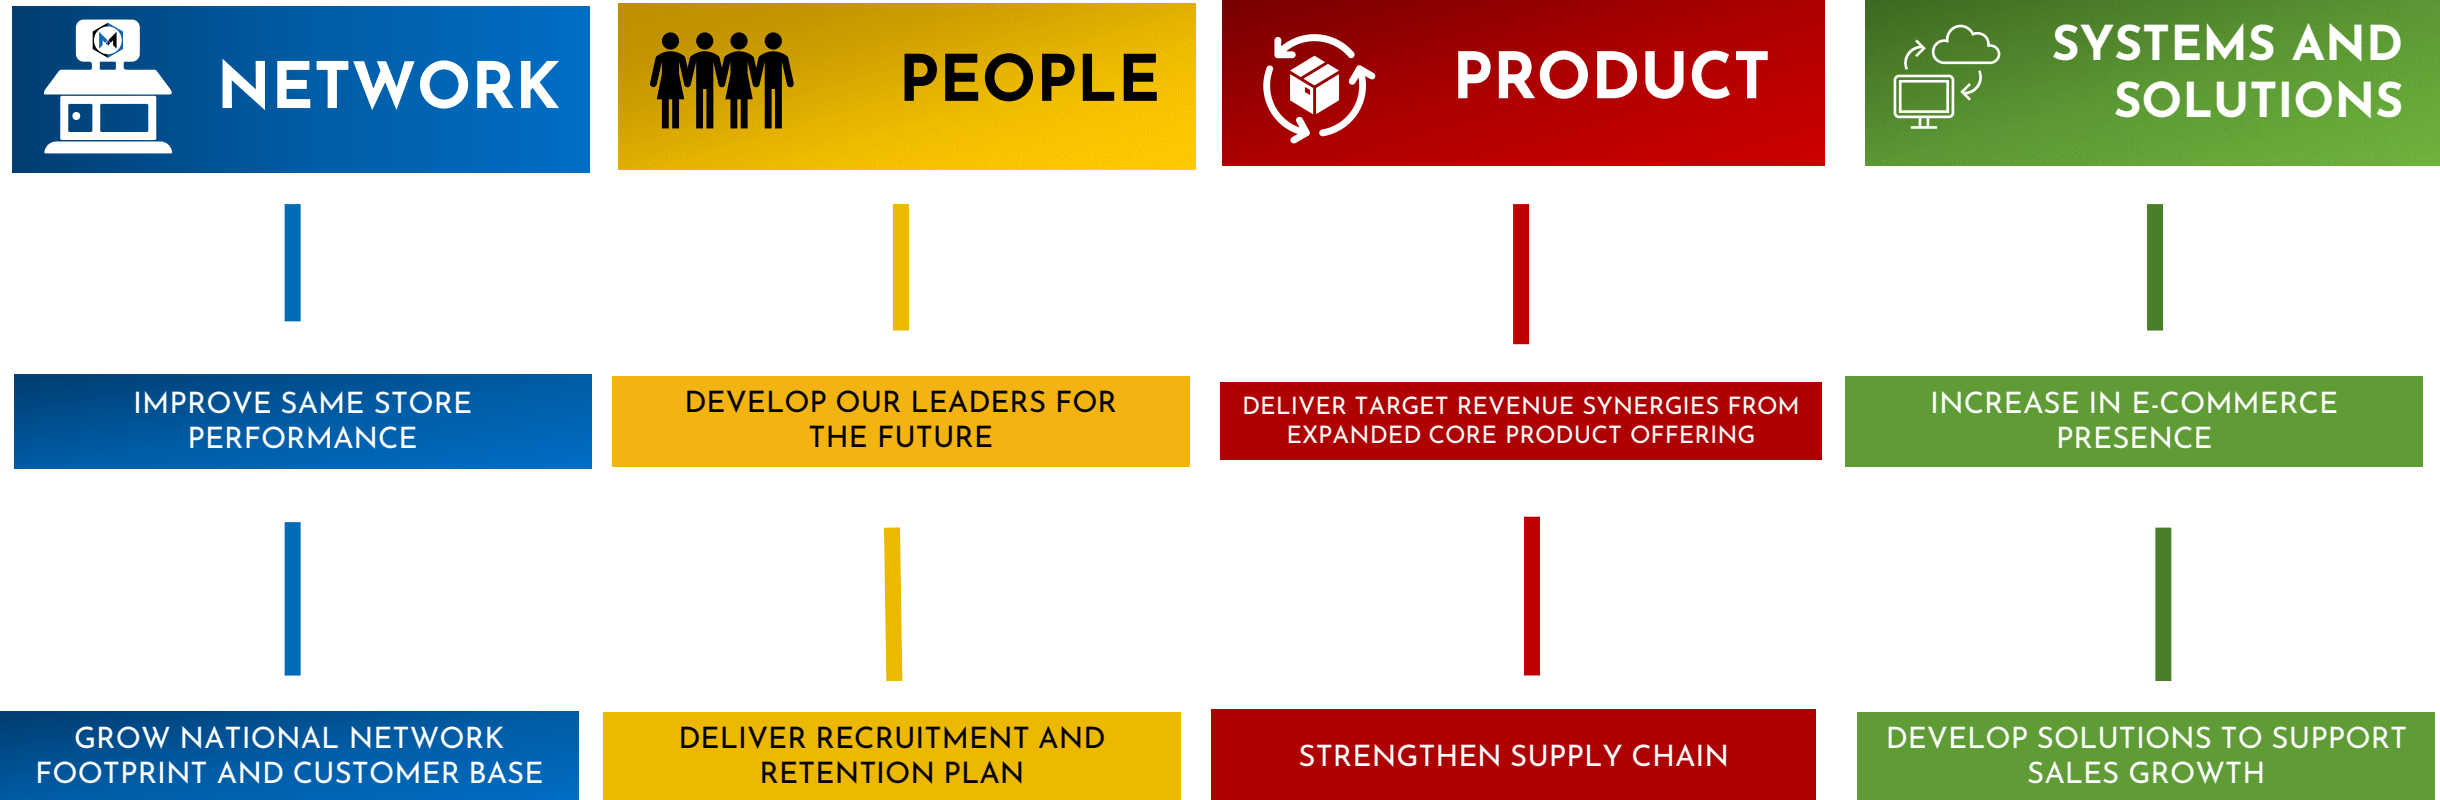 NETWORK
IMPROVE SAME STORE
PERFORMANCE
GROW NATIONAL NETWORK
FOOTPRINT AND CUSTOMER BASE
PEOPLE
DEVELOP OUR LEADERS FOR
THE FUTURE
DELIVER RECRUITMENT AND
RETENTION PLAN
PRODUCT
DELIVER TARGET REVENUE SYNERGIES FROM
EXPANDED CORE PRODUCT OFFERING
STRENGTHEN SUPPLY CHAIN
SYSTEMS AND
SOLUTIONS
INCREASE IN E-COMMERCE
PRESENCE
DEVELOP SOLUTIONS TO SUPPORT
SALES GROWTH